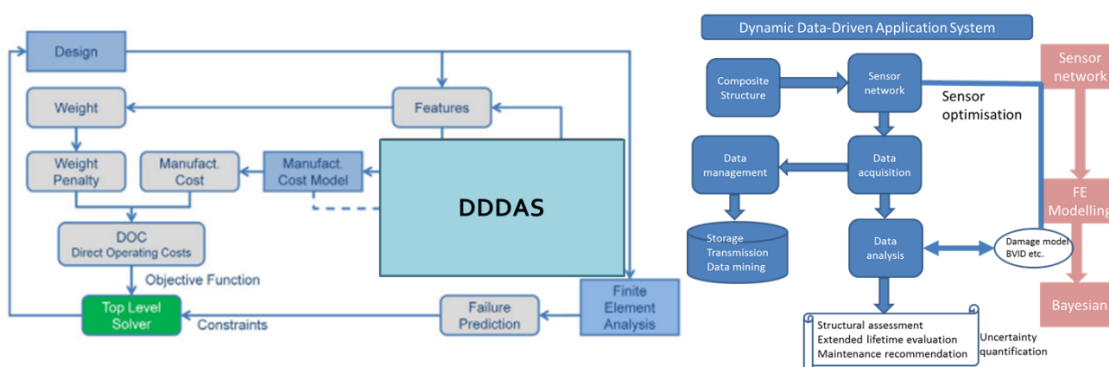 Design
Weight
Features
Weight
Penalty
Manufact.
Cost
Manufact.
Cost Model
DDDAS
DOC
Direct Operating Costs
Objective Function
Top Level
Solver
Constraints
Failure
Prediction
Finite
Element
Analysis
Dynamic Data-Driven Application System
Composite
Structure
Sensor
network
Sensor
optimisation
Data
management
Data
acquisition
Storage
Transmission
Data mining
Data
analysis
Damage model
BVID etc.
Structural assessment
Extended lifetime evaluation
Maintenance recommendation
Uncertainty
quantification
Sensor
network
FE
Modelling
Bayesian